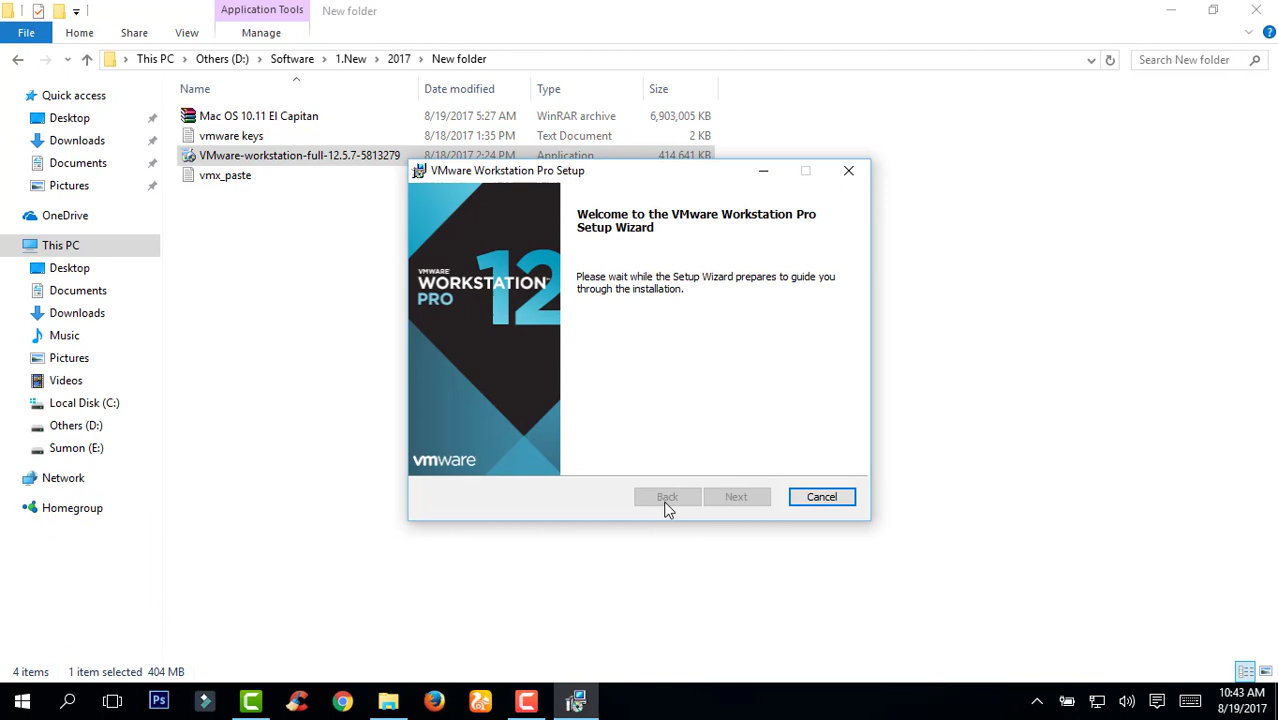 Application Tools
New folder
File
Home
Share
View
Manage
This PC
Others (D:)
Software
1.New
2017
New folder
Search New folder
Name
Date modified
Type
Size
Quick access
Desktop
Downloads
Documents
Pictures
OneDrive
This PC
Desktop
Documents
Downloads
Music
Pictures
Videos
Local Disk (C:)
Others (D:)
Sumon (E:)
Network
Homegroup
Mac OS 10.11 EI Capitan
8/19/2017 5:27 AM
WinRAR archive
6,903,005 KB
vmware keys
8/18/2017 1:35 PM
Text Document
2 KB
VMware-workstation-full-12.5.7-5813279
8/18/2017 2:24 PM
Application
414,641 KB
vmx_paste
VMware Workstation Pro Setup
VMWARE
WORKSTATION™
PRO
12
vmware
Welcome to the VMware Workstation Pro
Setup Wizard
Please wait while the Setup Wizard prepares to guide you
through the installation.
Back
Next
Cancel
4 items
1 item selected 404 MB
Ps
10:43 AM
8/19/2017